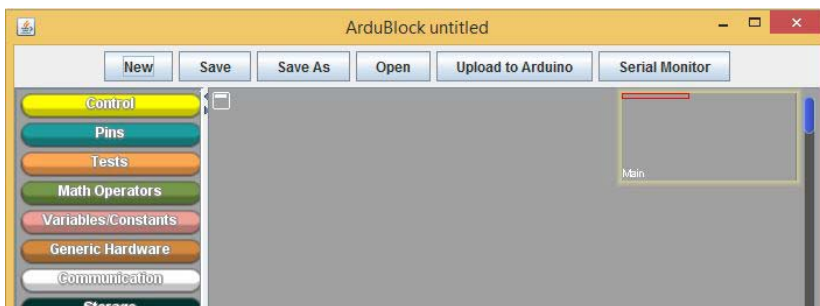 ArduBlock untitled
New Save Save As Open Upload to Arduino Serial Monitor
Control
Pins
Tests
Math Operators
Variables/Constants
Generic Hardware
Communication
Storage
Main